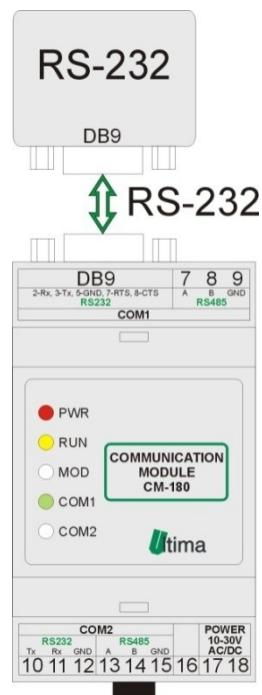 RS-232
DB9
RS-232
DB9 7 8 9
2-Rx, 3-Tx, 5-GND, 7-RTS, 8-CTS A B GND
RS232 RS485
COM1
PWR
RUN
MOD
COM1
COM2
COMMUNICATION
MODULE
CM-180
Ultima
COM2 POWER
RS232 RS485 10-30V
Tx Rx GND A B GND AC/DC
10 11 12 13 14 15 16 17 18